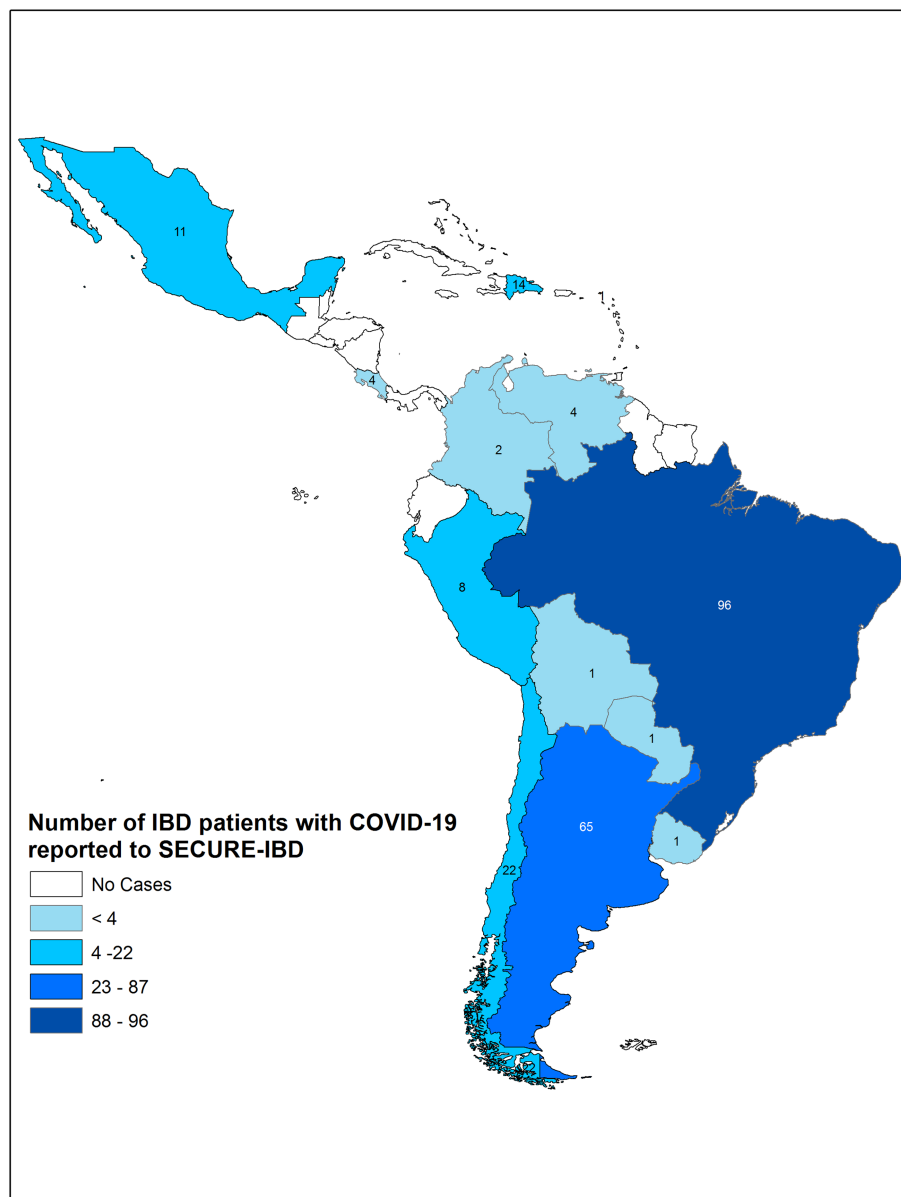 11
14
4
4
2
8
96
1
1
65
1
22
Number of IBD patients with COVID-19
reported to SECURE-IBD
No Cases
< 4
4 -22
23 - 87
88 - 96